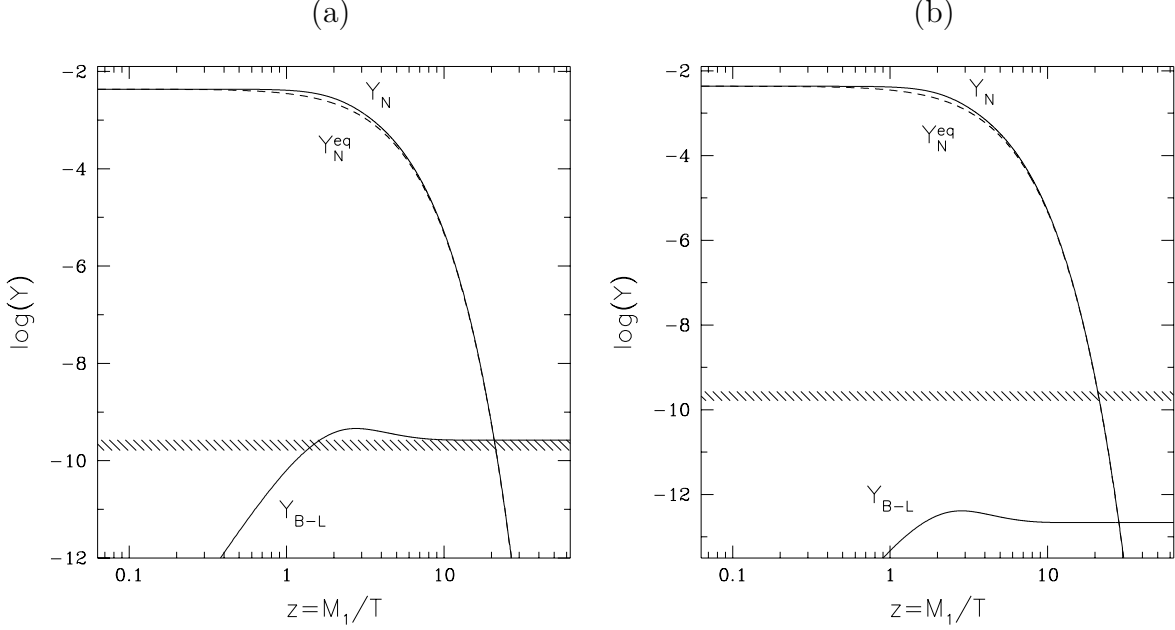 (a)
log(Y)
−2
−4
−6
−8
−10
−12
Y_N
Y_N^eq
Y_B−L
0.1 1 10
z=M_1/T
(b)
log(Y)
−2
−4
−6
−8
−10
−12
Y_N
Y_N^eq
Y_B−L
0.1 1 10
z=M_1/T